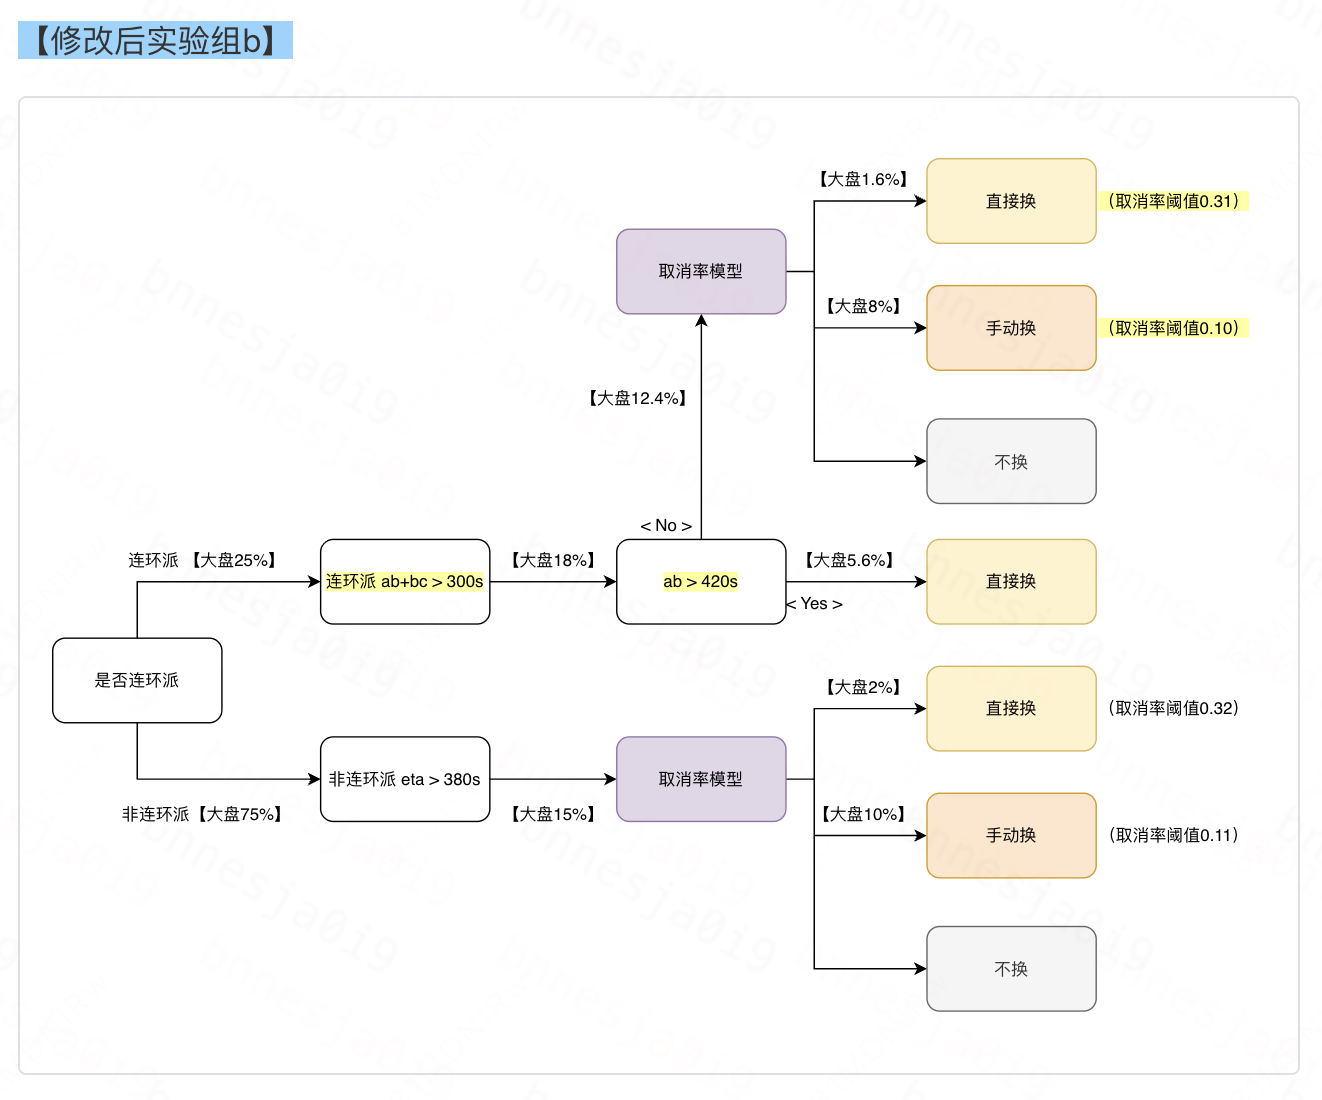 【修改后实验组b】
【大盘1.6%】
直接换
（取消率阈值0.31）
取消率模型
【大盘8%】
手动换
（取消率阈值0.10）
【大盘12.4%】
不换
< No >
连环派 【大盘25%】
连环派 ab+bc > 300s
【大盘18%】
ab > 420s
【大盘5.6%】
< Yes >
直接换
是否连环派
【大盘2%】
直接换
（取消率阈值0.32）
非连环派 eta > 380s
取消率模型
非连环派【大盘75%】
【大盘15%】
【大盘10%】
手动换
（取消率阈值0.11）
不换
bnnesja0i9